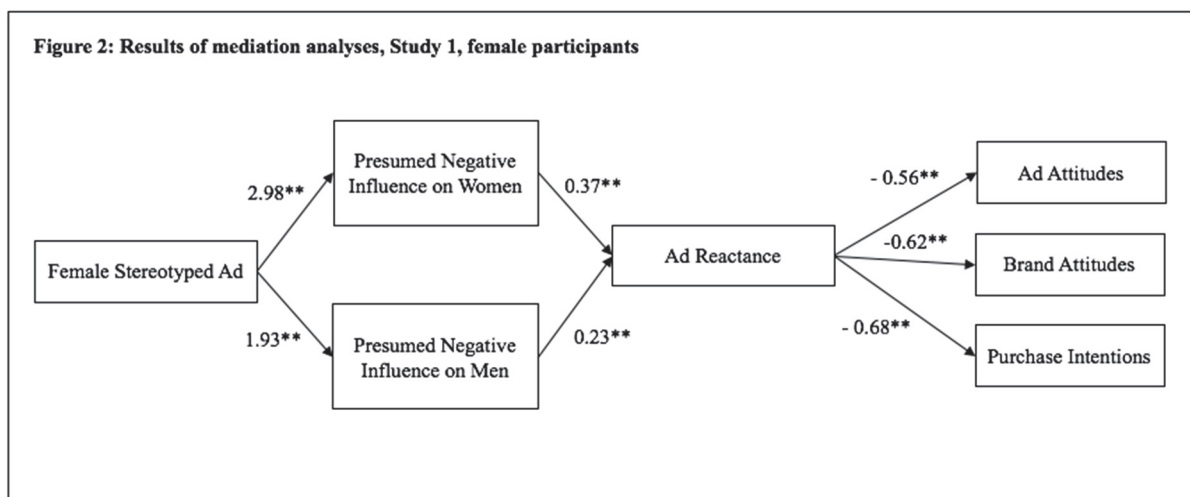 Figure 2: Results of mediation analyses, Study 1, female participants
Presumed Negative
Influence on Women
2.98**
0.37**
Female Stereotyped Ad
1.93**
Presumed Negative
Influence on Men
0.23**
Ad Reactance
- 0.56**
Ad Attitudes
-0.62**
Brand Attitudes
- 0.68**
Purchase Intentions